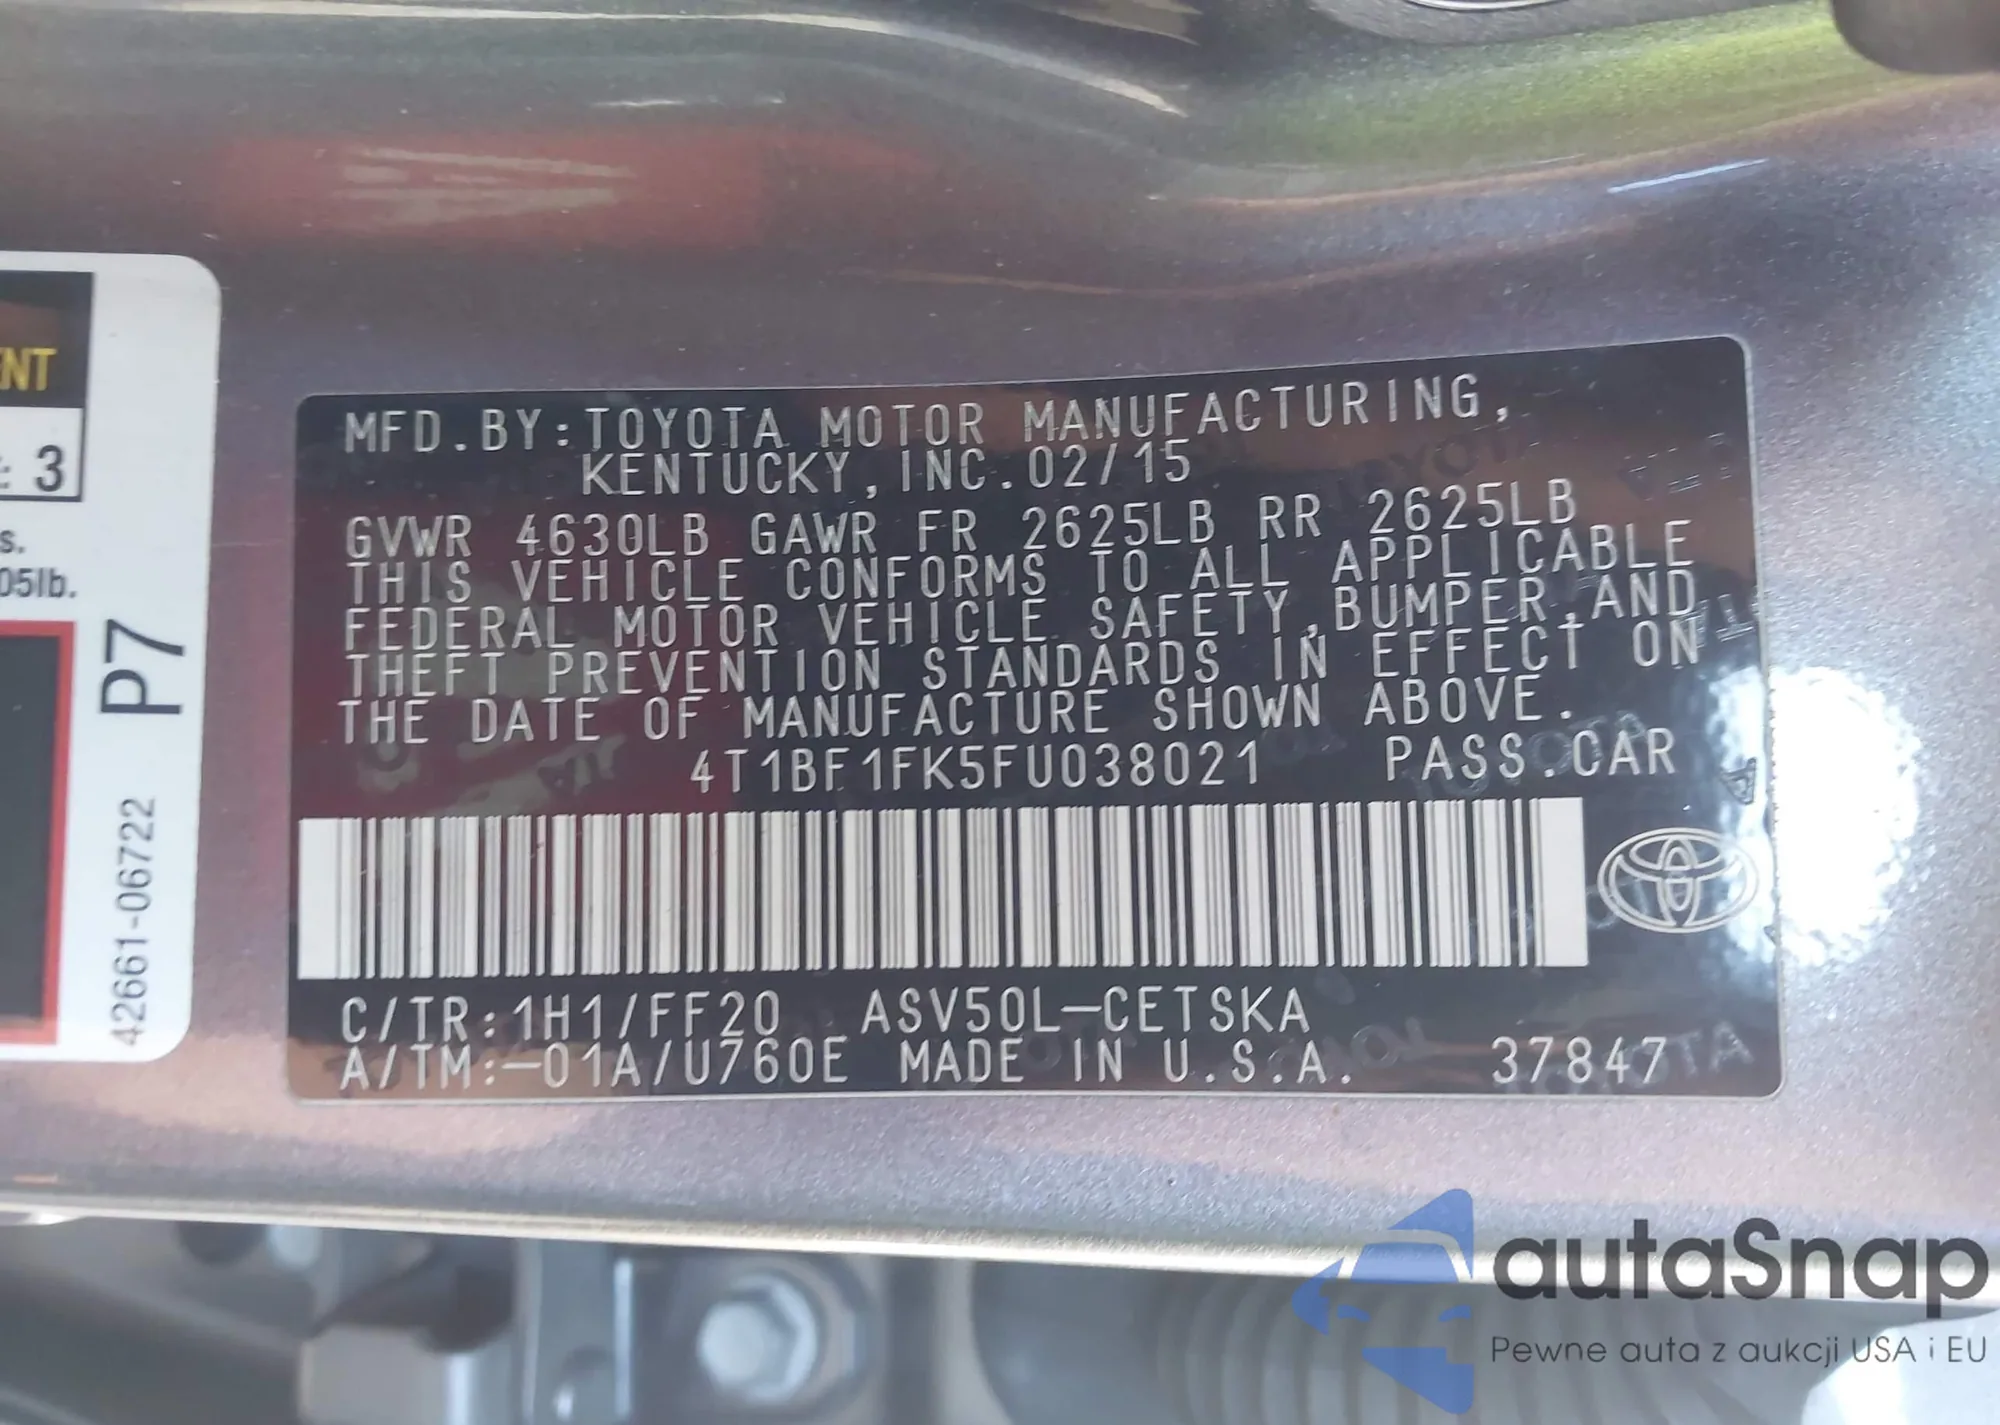 ENT
: 3
s.
05lb.
P7
42661-06722
MFD.BY:TOYOTA MOTOR MANUFACTURING,
KENTUCKY,INC.02/15
GVWR 4630LB GAWR FR 2625LB RR 2625LB
THIS VEHICLE CONFORMS TO ALL APPLICABLE
FEDERAL MOTOR VEHICLE SAFETY,BUMPER,AND
THEFT PREVENTION STANDARDS IN EFFECT ON
THE DATE OF MANUFACTURE SHOWN ABOVE.
4T1BF1FK5FU038021 PASS.CAR
C/TR:1H1/FF20 ASV50L-CETSKA
A/TM:-01A/U760E MADE IN U.S.A. 37847
autaSnap
Pewne auta z aukcji USA i EU